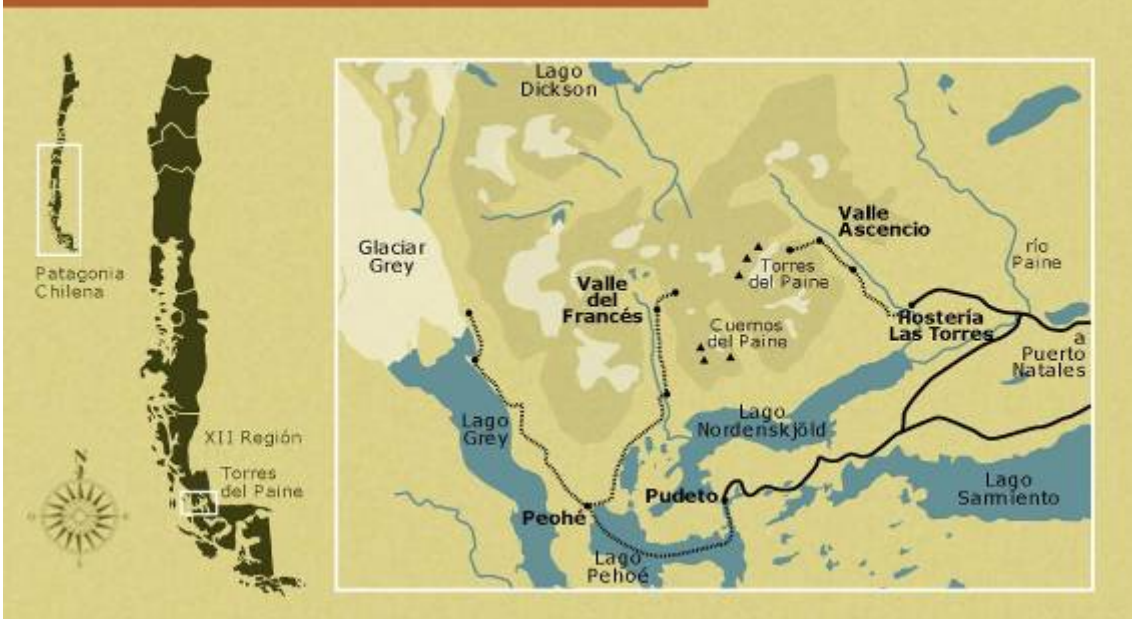 Patagonia
Chilena
XII Región
Torres
del Paine
N
Lago
Dickson
Glaciar
Grey
Valle
Ascencio
río
Paine
Torres
del Paine
Valle
del
Francés
Cuernos
del Paine
Hostería
Las Torres
a
Puerto
Natales
Lago
Grey
Lago
Nordenskjöld
Lago
Sarmiento
Pudeto
Peohé
Lago
Pehoé